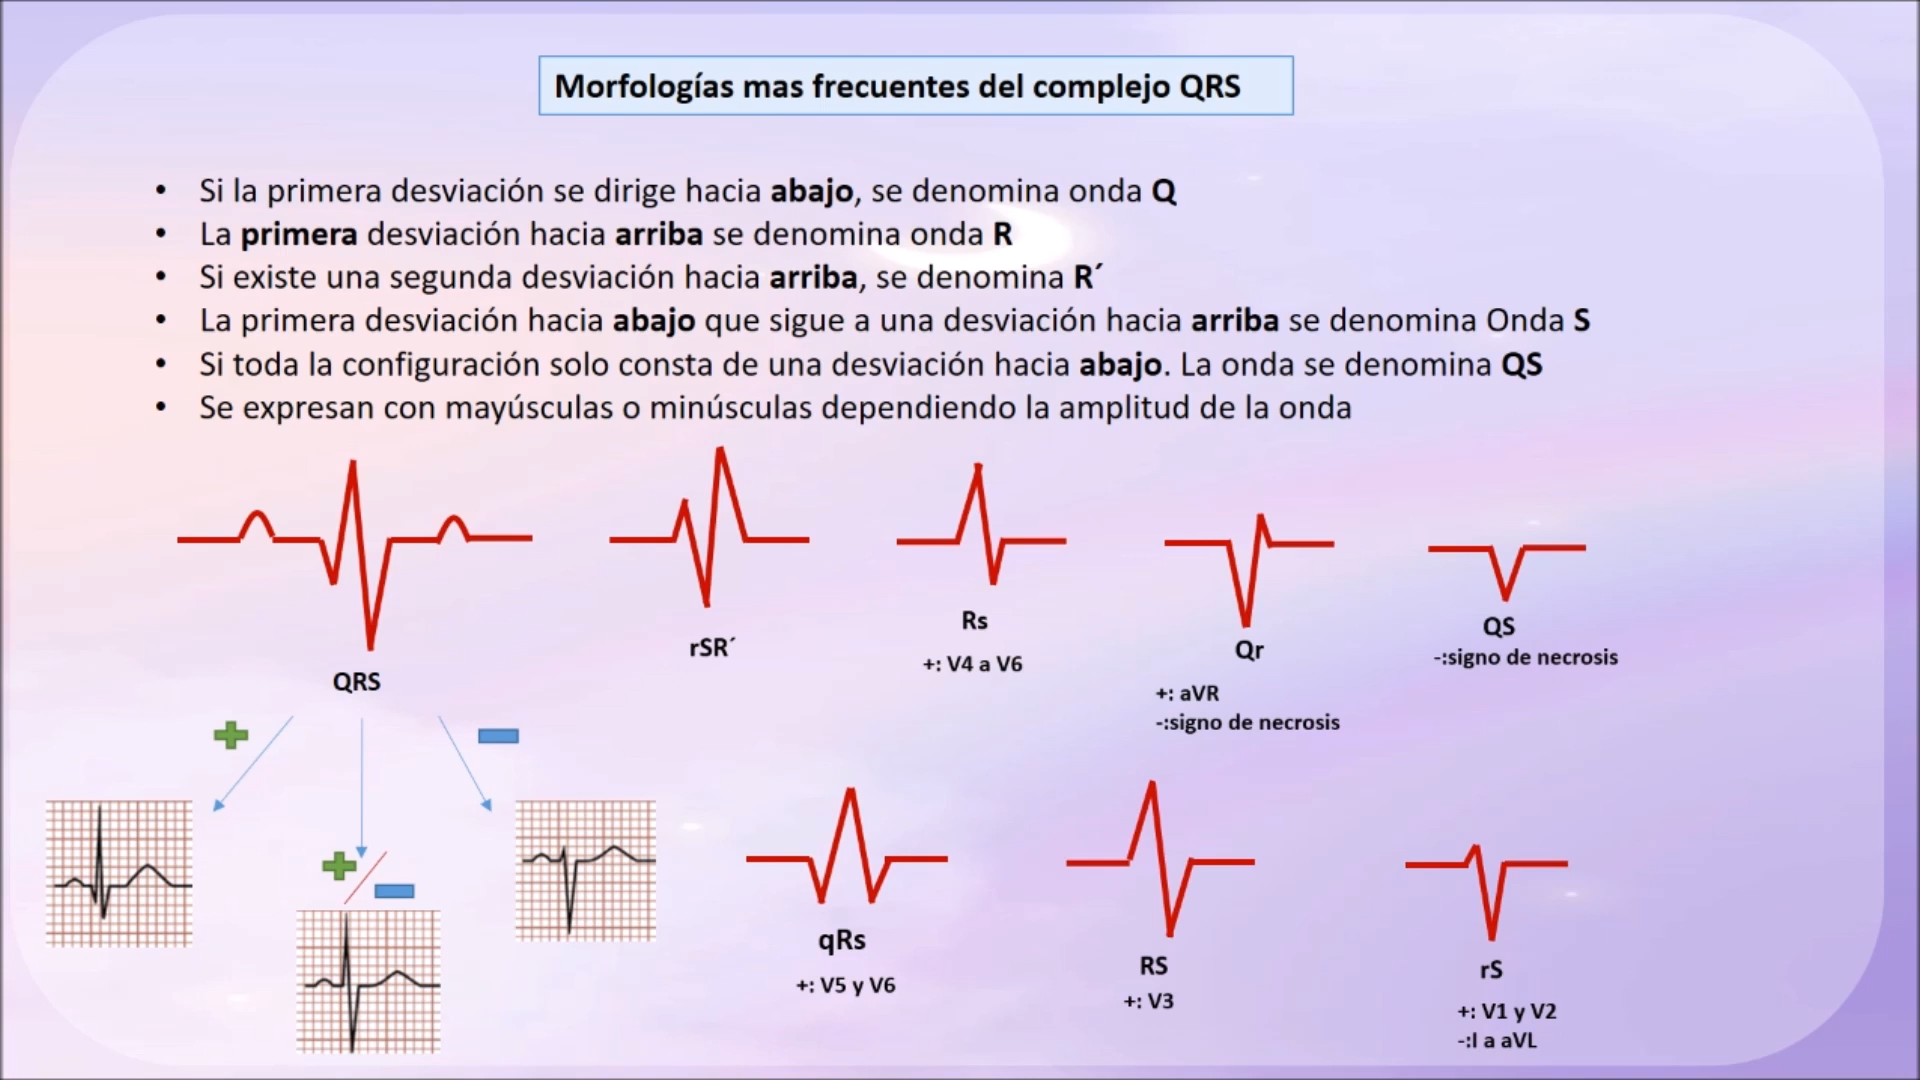 Morfologías mas frecuentes del complejo QRS
• Si la primera desviación se dirige hacia abajo, se denomina onda Q
• La primera desviación hacia arriba se denomina onda R
• Si existe una segunda desviación hacia arriba, se denomina R´
• La primera desviación hacia abajo que sigue a una desviación hacia arriba se denomina Onda S
• Si toda la configuración solo consta de una desviación hacia abajo. La onda se denomina QS
• Se expresan con mayúsculas o minúsculas dependiendo la amplitud de la onda
QRS
rSR´
Rs
+: V4 a V6
Qr
+: aVR
-:signo de necrosis
QS
-:signo de necrosis
qRs
+: V5 y V6
RS
+: V3
rS
+: V1 y V2
-:I a aVL